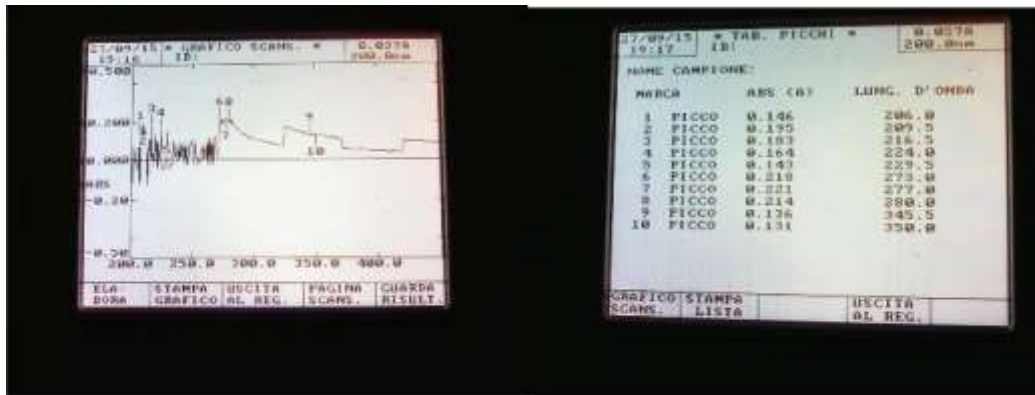 27/09/15 * GRAFICO SCANS. * 0.037A
19:16 ID: 200.0nm
0.500
0.200
0.000
ABS
-0.20
-0.50
200.0 250.0 300.0 350.0 400.0
ELA- STAMPA USCITA PAGINA GUARDA
BORA GRAFICO AL REG. SCANS. RISULT.
27/09/15 * TAB. PICCHI * 0.037A
19:17 ID: 200.0nm
NOME CAMPIONE:
MARCA ABS (A) LUNG. D'ONDA
1 PICCO 0.146 206.0
2 PICCO 0.195 209.5
3 PICCO 0.183 216.5
4 PICCO 0.164 224.0
5 PICCO 0.143 229.5
6 PICCO 0.218 273.0
7 PICCO 0.221 277.0
8 PICCO 0.214 280.0
9 PICCO 0.136 345.5
10 PICCO 0.131 350.0
GRAFICO STAMPA USCITA
SCANS. LISTA AL REG.